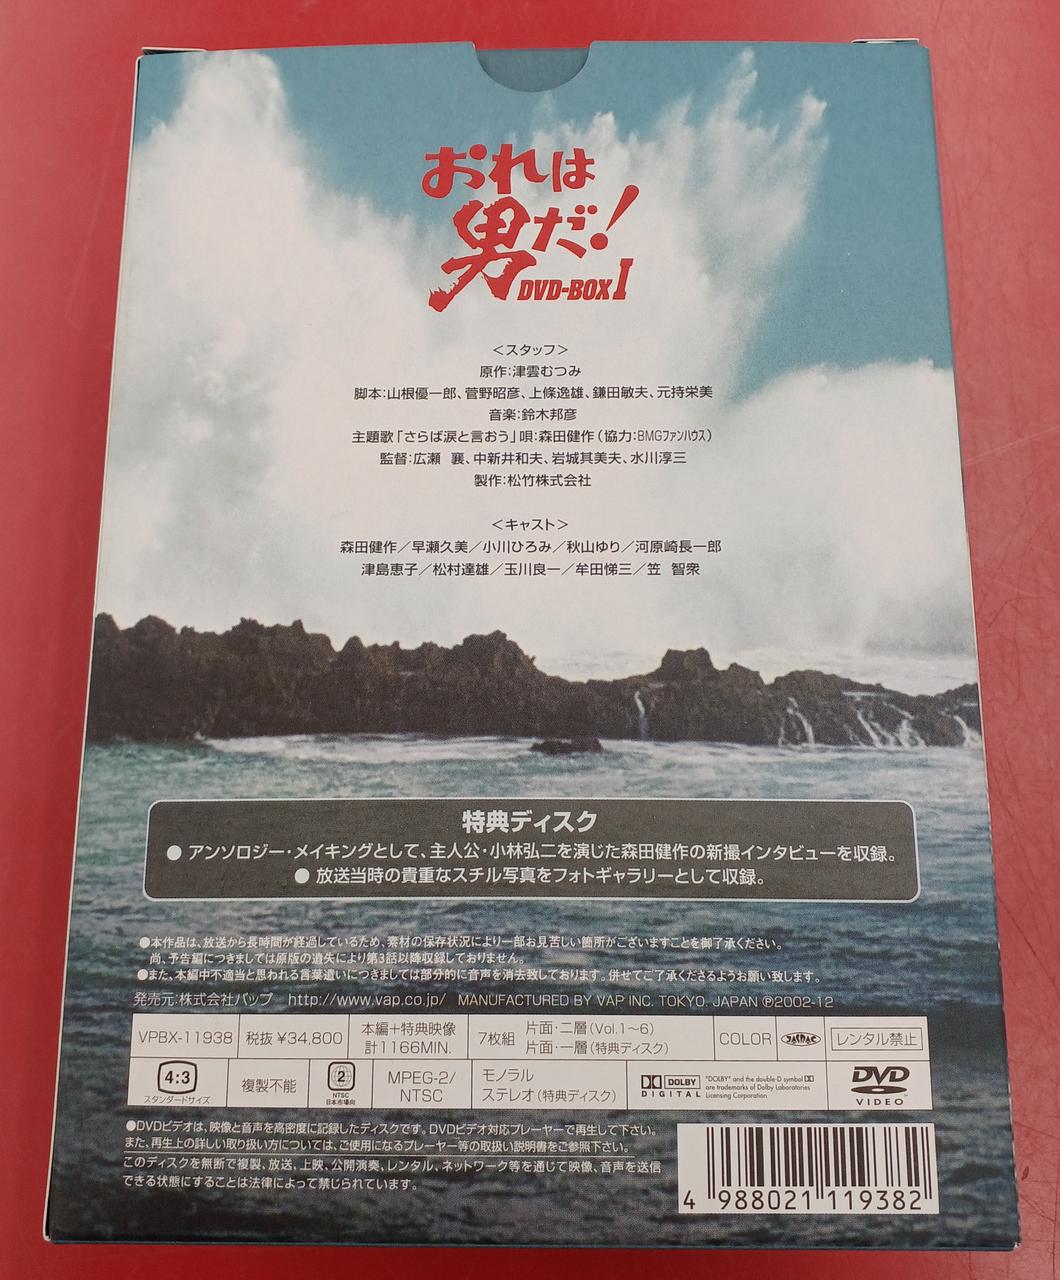 おれは
男だ!
DVD-BOX I
＜スタッフ＞
原作:津雲むつみ
脚本:山根優一郎、菅野昭彦、上條逸雄、鎌田敏夫、元持栄美
音楽:鈴木邦彦
主題歌「さらば涙と言おう」唄:森田健作(協力:BMGファンハウス)
監督:広瀬 襄、中新井和夫、岩城其美夫、水川淳三
製作:松竹株式会社
＜キャスト＞
森田健作／早瀬久美／小川ひろみ／秋山ゆり／河原崎長一郎
津島恵子／松村達雄／玉川良一／牟田悌三／笠 智衆
特典ディスク
●アンソロジー・メイキングとして、主人公・小林弘二を演じた森田健作の新撮インタビューを収録。
●放送当時の貴重なスチル写真をフォトギャラリーとして収録。
●本作品は、放送から長時間が経過しているため、素材の保存状況により一部お見苦しい箇所がございますことを御了承ください。
尚、予告編につきましては原版の遺失により第3話以降収録しておりません。
●また、本編中不適当と思われる言葉遣いにつきましては部分的に音声を消去致しております。併せてご了承くださるようお願い致します。
発売元:株式会社バップ http://www.vap.co.jp/ MANUFACTURED BY VAP INC. TOKYO. JAPAN ℗2002-12
VPBX-11938 税抜 ¥34,800 本編+特典映像 計1166MIN. 7枚組 片面・二層(Vol.1〜6) 片面・一層(特典ディスク) COLOR JASRAC レンタル禁止
4:3 スタンダードサイズ 複製不能 2 NTSC 日本市場向 MPEG-2/ NTSC モノラル ステレオ(特典ディスク) DOLBY DIGITAL "DOLBY" and the double-D symbol are trademarks of Dolby Laboratories Licensing Corporation. DVD VIDEO
●DVDビデオは、映像と音声を高密度に記録したディスクです。DVDビデオ対応プレーヤーで再生して下さい。
また、再生上の詳しい取り扱い方については、ご使用になるプレーヤー等の取扱い説明書をご参照下さい。
このディスクを無断で複製、放送、上映、公開演奏、レンタル、ネットワーク等を通じて映像、音声を送信
できる状態にすることは法律によって禁じられています。
4 988021 119382